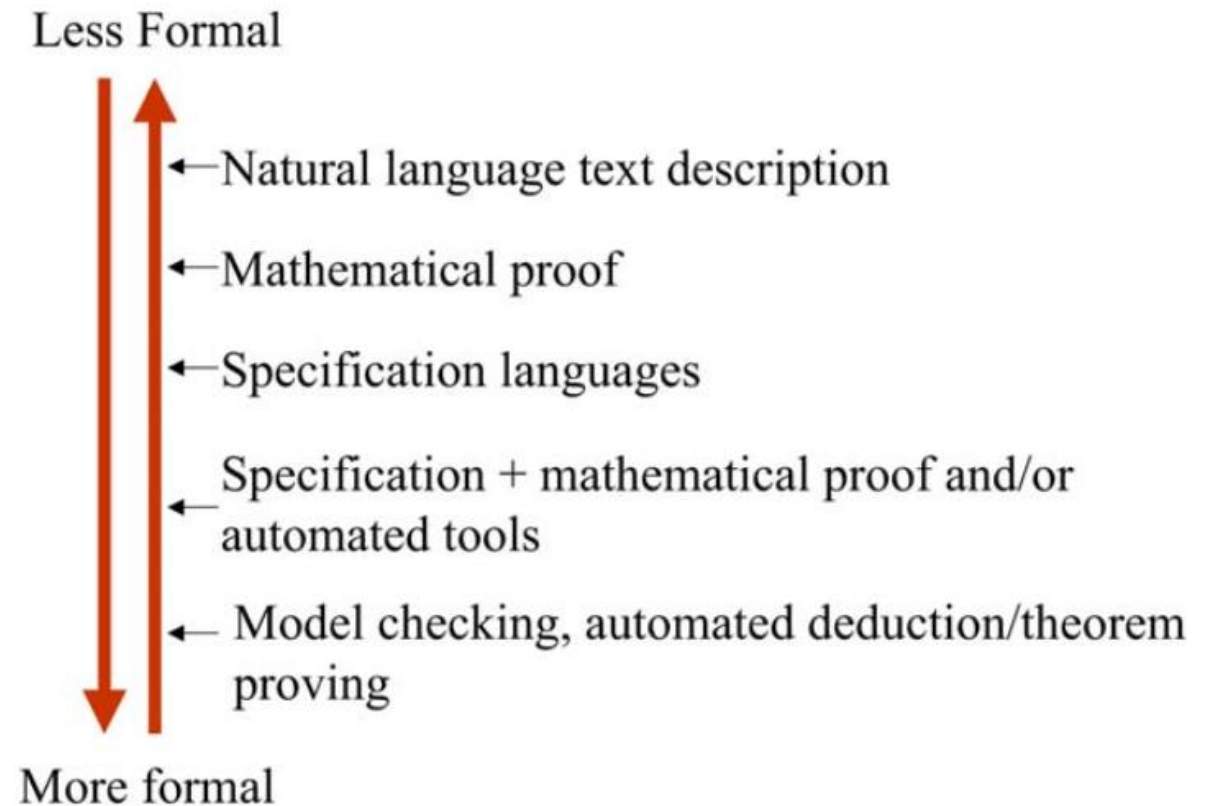 Less Formal
Natural language text description
Mathematical proof
Specification languages
Specification + mathematical proof and/or
automated tools
Model checking, automated deduction/theorem
proving
More formal